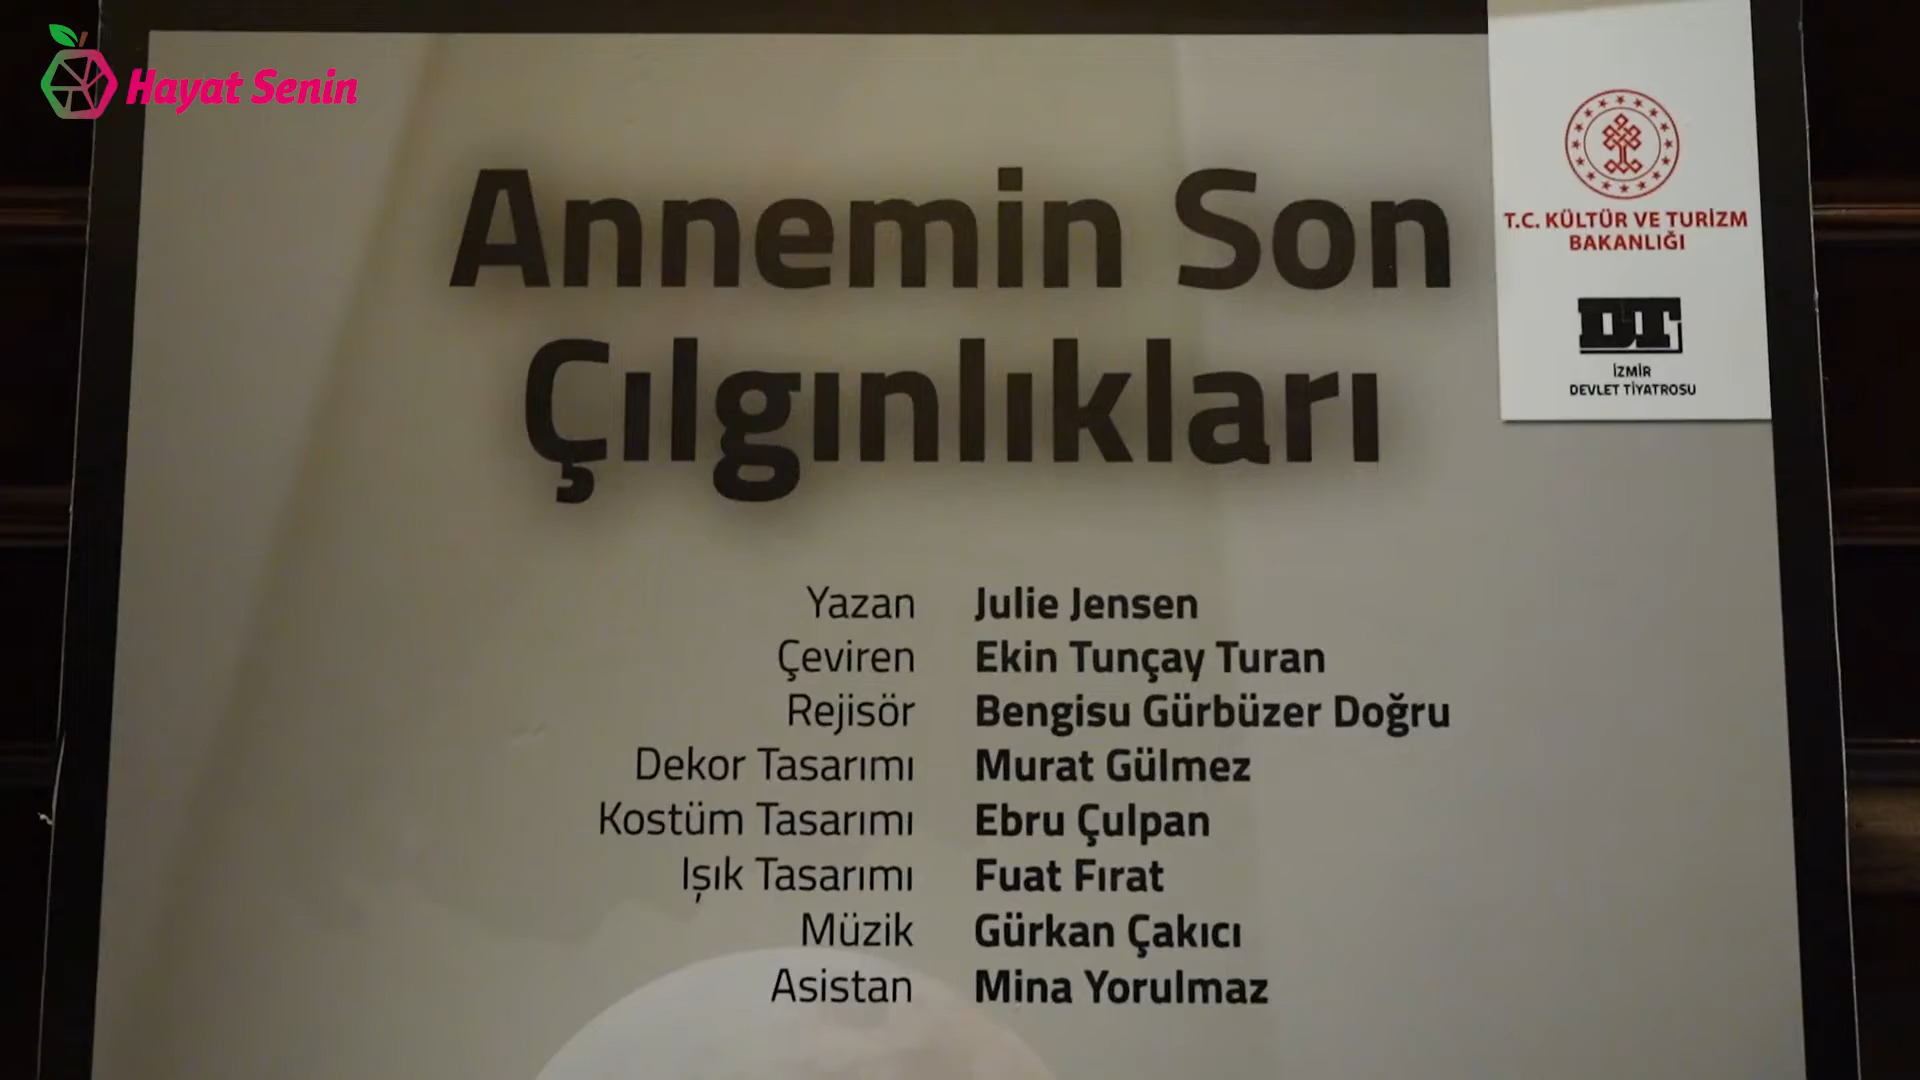 Hayat Senin
T.C. KÜLTÜR VE TURİZM
BAKANLIĞI
DT
İZMİR
DEVLET TİYATROSU
Annemin Son
Çılgınlıkları
Yazan Julie Jensen
Çeviren Ekin Tunçay Turan
Rejisör Bengisu Gürbüzer Doğru
Dekor Tasarımı Murat Gülmez
Kostüm Tasarımı Ebru Çulpan
Işık Tasarımı Fuat Fırat
Müzik Gürkan Çakıcı
Asistan Mina Yorulmaz